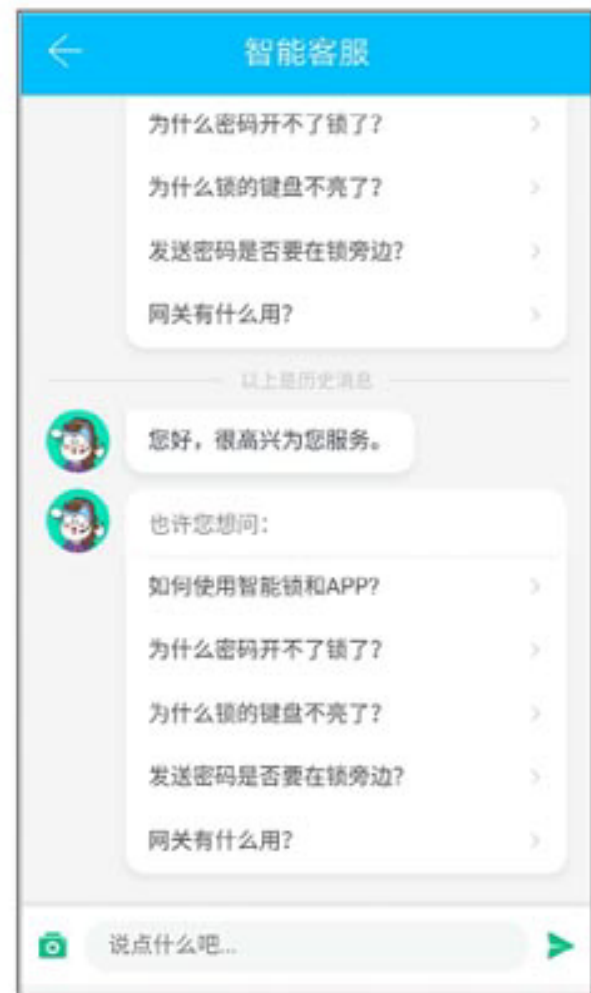 智能客服
为什么密码开不了锁了?
为什么锁的键盘不亮了?
发送密码是否要在锁旁边?
网关有什么用?
以上是历史消息
您好，很高兴为您服务。
也许您想问:
如何使用智能锁和APP?
为什么密码开不了锁了?
为什么锁的键盘不亮了?
发送密码是否要在锁旁边?
网关有什么用?
说点什么吧...